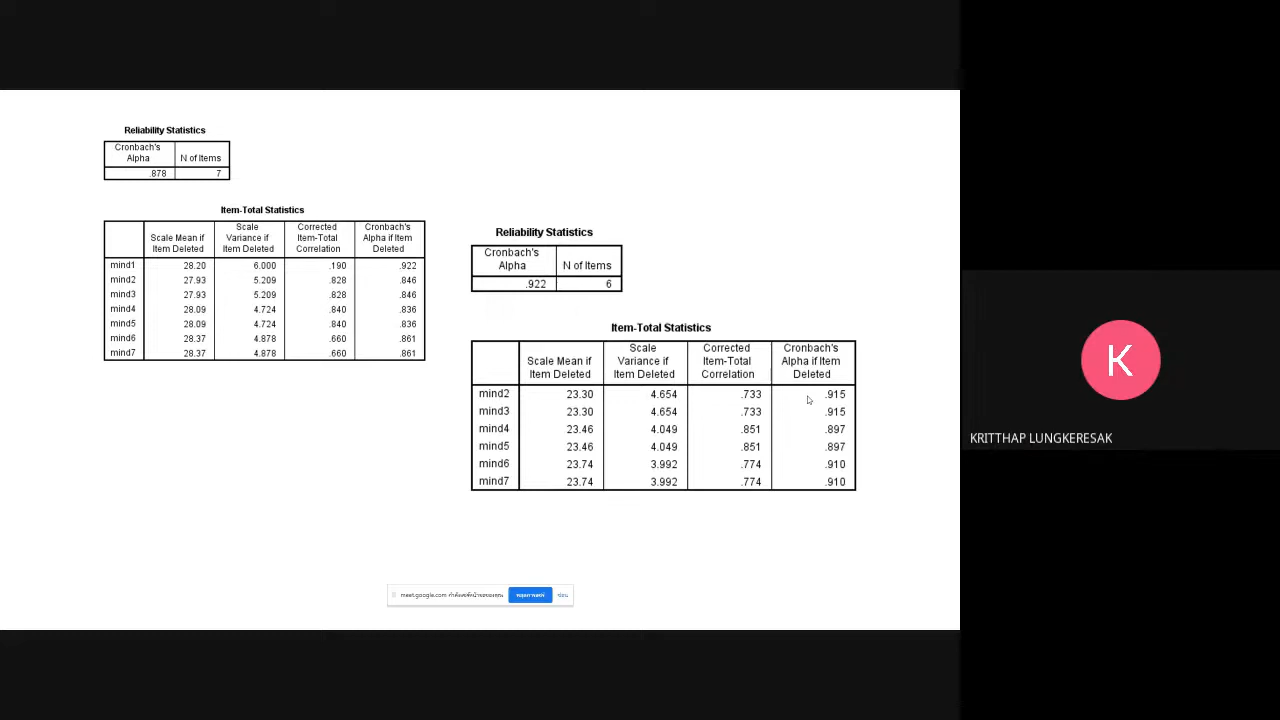 Reliability Statistics
Cronbach's Alpha N of Items
.878 7
Item-Total Statistics
Scale Mean if Item Deleted Scale Variance if Item Deleted Corrected Item-Total Correlation Cronbach's Alpha if Item Deleted
mind1 28.20 6.000 .190 .922
mind2 27.93 5.209 .828 .846
mind3 27.93 5.209 .828 .846
mind4 28.09 4.724 .840 .836
mind5 28.09 4.724 .840 .836
mind6 28.37 4.878 .660 .861
mind7 28.37 4.878 .660 .861
Reliability Statistics
Cronbach's Alpha N of Items
.922 6
Item-Total Statistics
Scale Mean if Item Deleted Scale Variance if Item Deleted Corrected Item-Total Correlation Cronbach's Alpha if Item Deleted
mind2 23.30 4.654 .733 .915
mind3 23.30 4.654 .733 .915
mind4 23.46 4.049 .851 .897
mind5 23.46 4.049 .851 .897
mind6 23.74 3.992 .774 .910
mind7 23.74 3.992 .774 .910
meet.google.com ซ่อน
K
KRITTHAP LUNGKERESAK